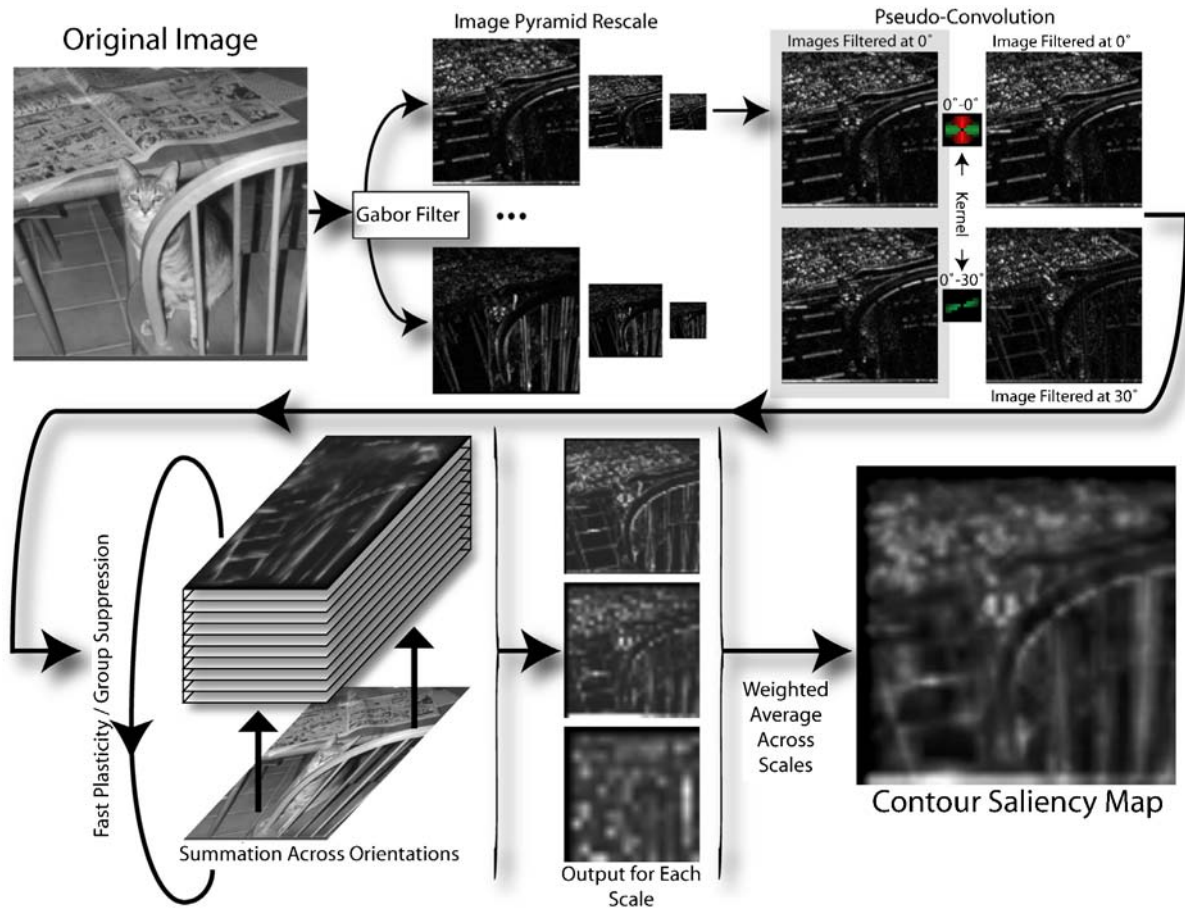 Original Image
Image Pyramid Rescale
Pseudo-Convolution
Images Filtered at 0°
Image Filtered at 0°
Gabor Filter
...
0°-0°
Kernel
0°-30°
Image Filtered at 30°
Fast Plasticity / Group Suppression
Summation Across Orientations
Output for Each
Scale
Weighted
Average
Across
Scales
Contour Saliency Map